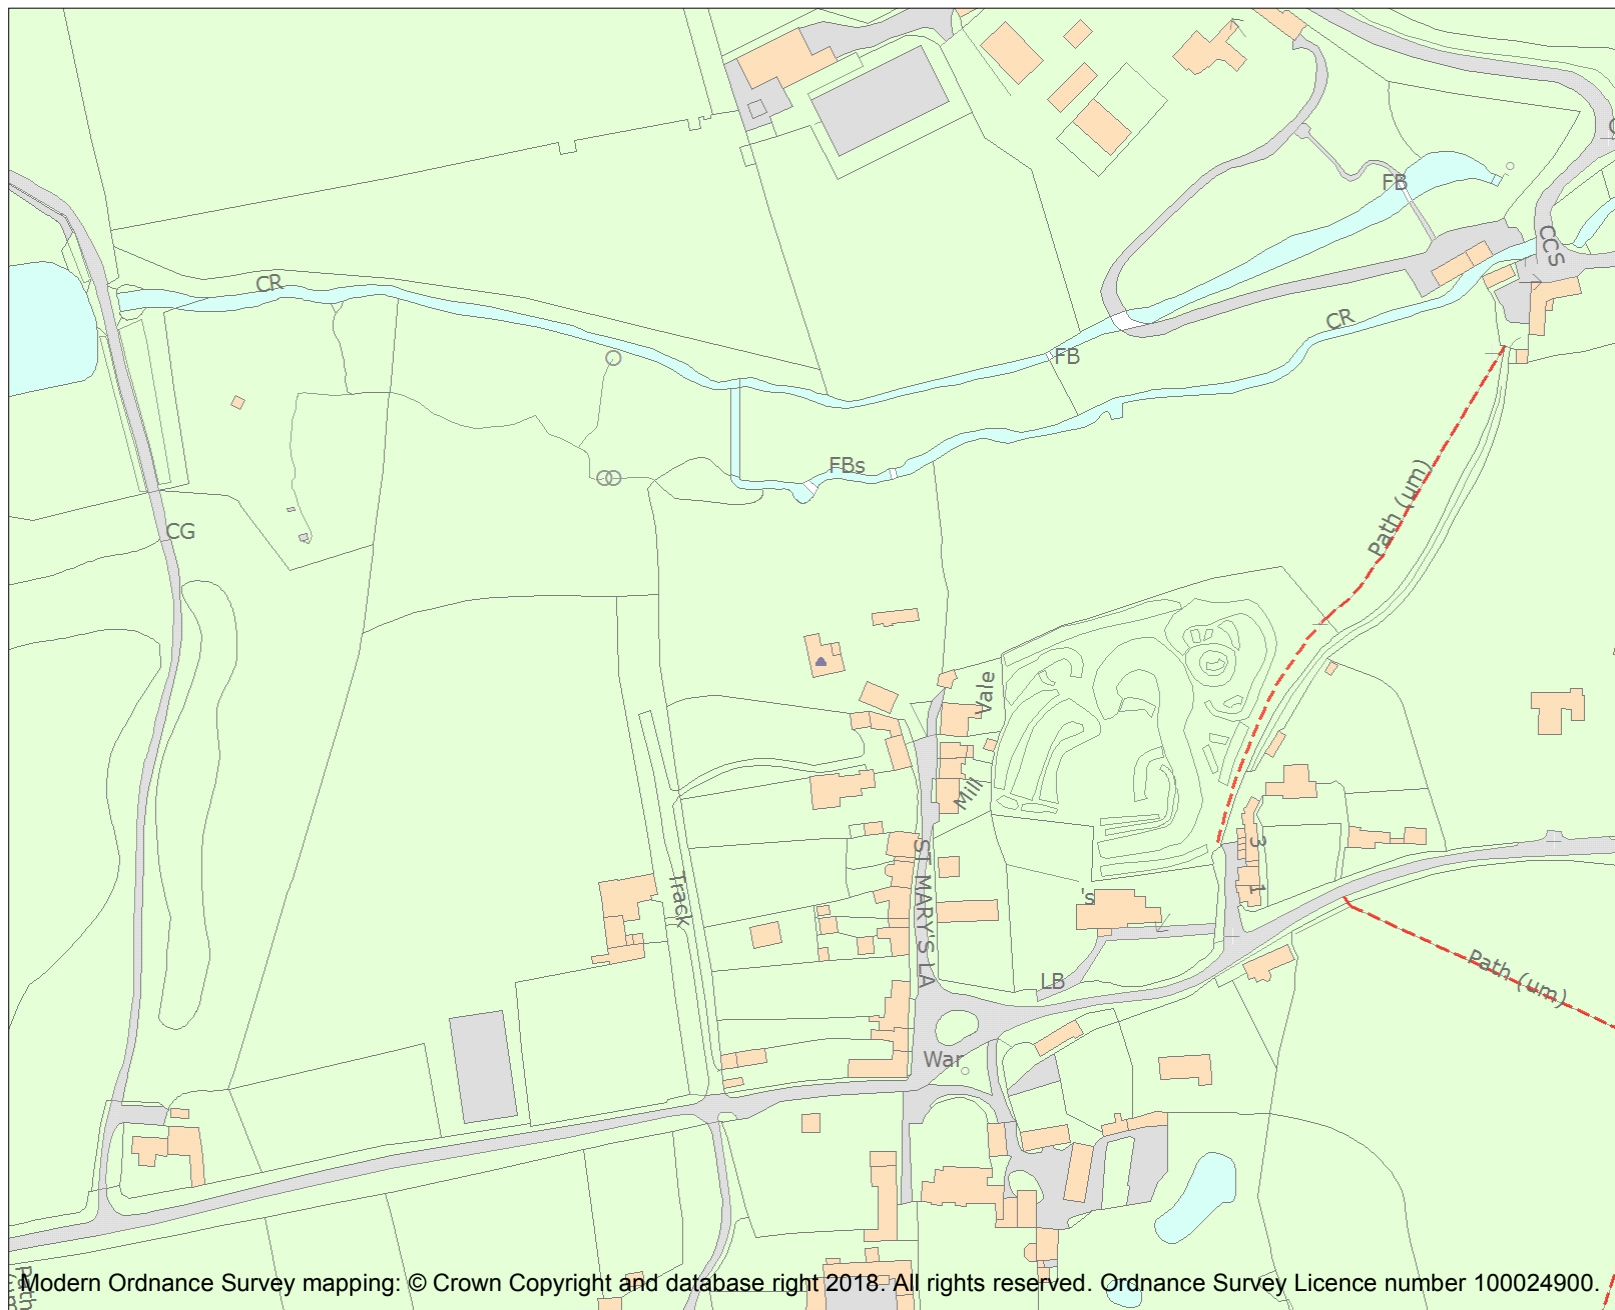 FB
CCS
CR
CR
FB
FBs
Path (um)
CG
Vale
Mill
ST MARY'S LA
3
1
's
Track
LB
Path (um)
War
Path
Modern Ordnance Survey mapping: © Crown Copyright and database right 2018. All rights reserved. Ordnance Survey Licence number 100024900.